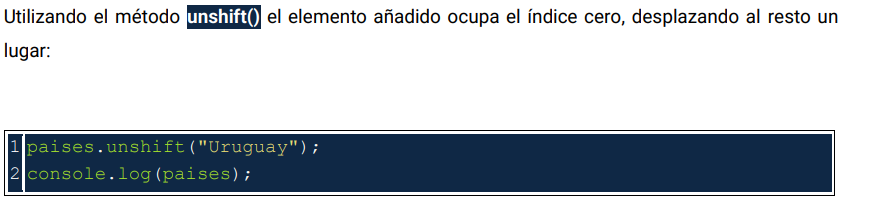 Utilizando el método unshift() el elemento añadido ocupa el índice cero, desplazando al resto un
lugar:
1 paises.unshift("Uruguay");
2 console.log(paises);